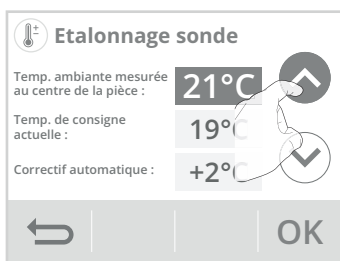 Etalonnage sonde
Temp. ambiante mesurée
au centre de la pièce :
21°C
Temp. de consigne
actuelle :
19°C
Correctif automatique :
+2°C
OK